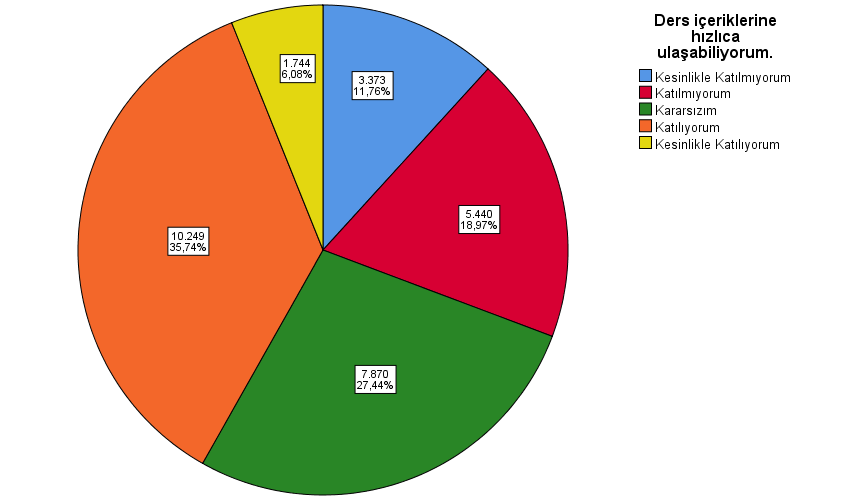 Ders içeriklerine
hızlıca
ulaşabiliyorum.
Kesinlikle Katılmıyorum
Katılmıyorum
Kararsızım
Katılıyorum
Kesinlikle Katılıyorum
1.744
6,08%
3.373
11,76%
5.440
18,97%
10.249
35,74%
7.870
27,44%